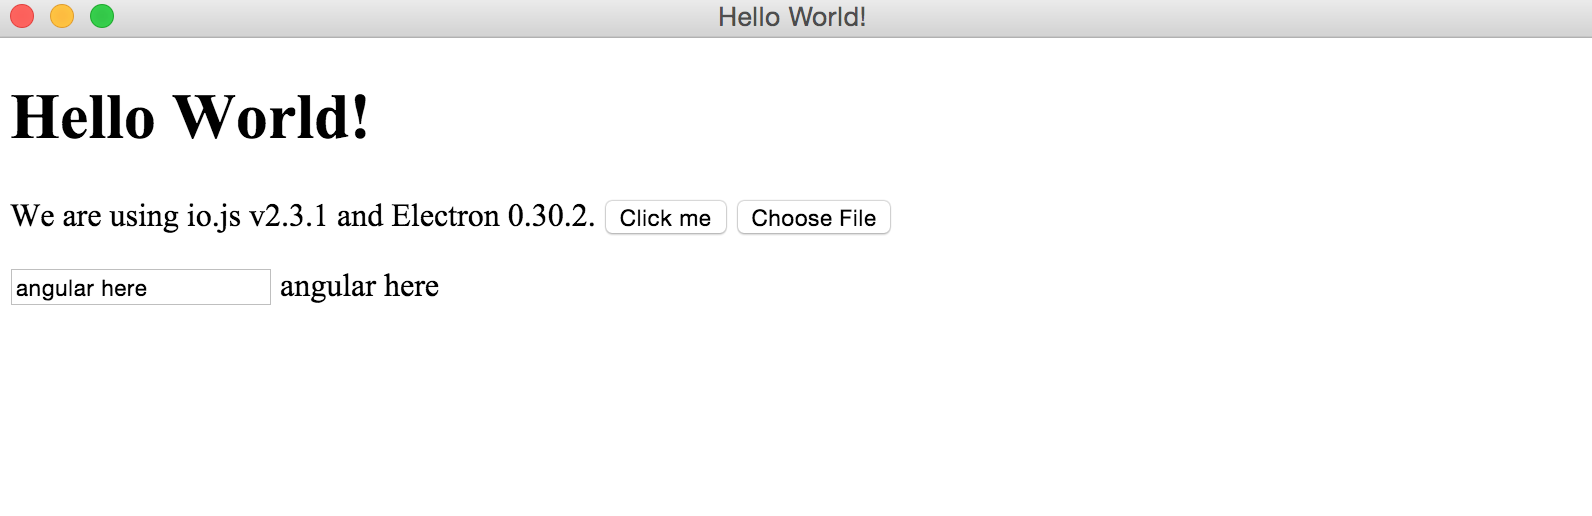 Hello World!
Hello World!
We are using io.js v2.3.1 and Electron 0.30.2. Click me Choose File
angular here angular here